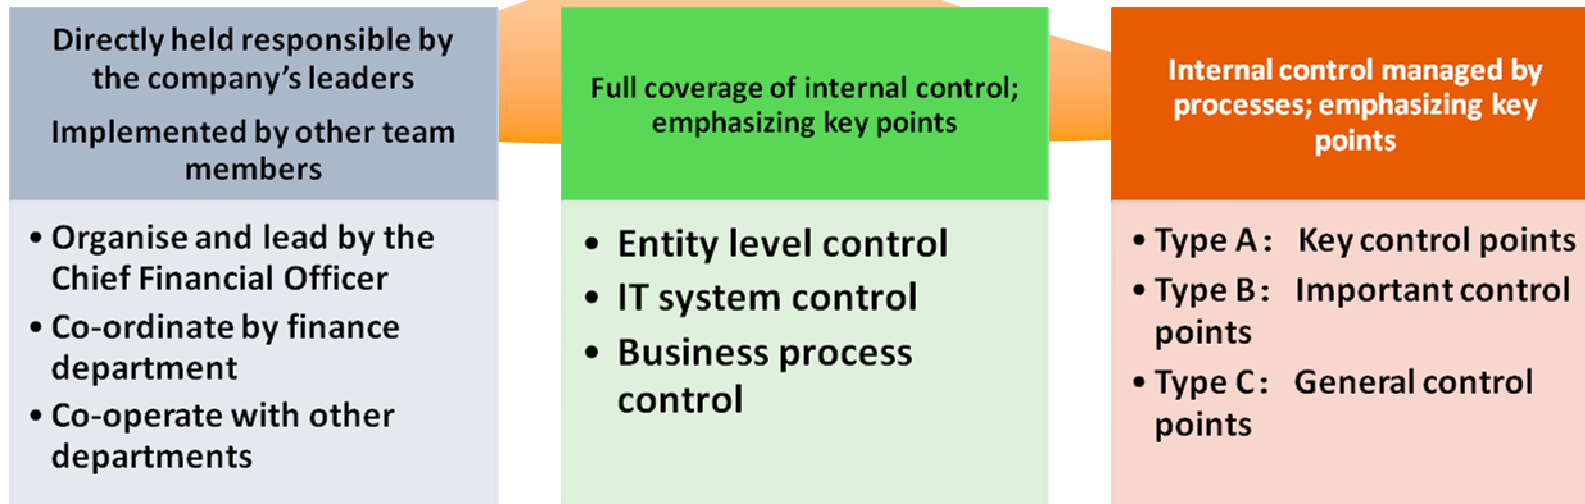 Directly held responsible by
the company's leaders
Implemented by other team
members
• Organise and lead by the
Chief Financial Officer
• Co-ordinate by finance
department
• Co-operate with other
departments
Full coverage of internal control;
emphasizing key points
• Entity level control
• IT system control
• Business process
control
Internal control managed by
processes; emphasizing key
points
• Type A： Key control points
• Type B： Important control
points
• Type C： General control
points